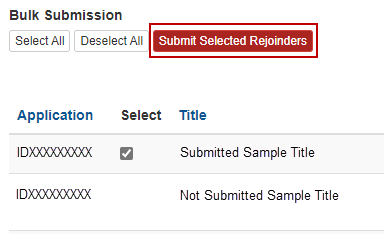 Bulk Submission
Select All Deselect All Submit Selected Rejoinders
Application Select Title
IDXXXXXXXXX Submitted Sample Title
IDXXXXXXXXX Not Submitted Sample Title